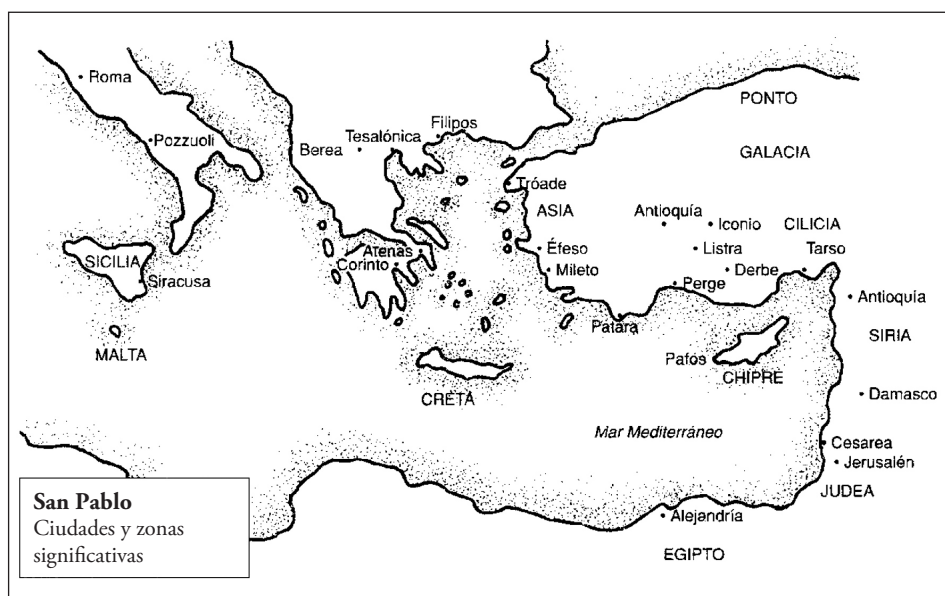 Roma
Pozzuoli
SICILIA
Siracusa
MALTA
Berea
Tesalónica
Filipos
Atenas
Corinto
CRETA
Tróade
ASIA
Éfeso
Mileto
Patara
PONTO
GALACIA
Antioquía
Iconio
CILICIA
Listra
Tarso
Derbe
Perge
Antioquía
SIRIA
Pafos
CHIPRE
Damasco
Mar Mediterráneo
Cesarea
Jerusalén
JUDEA
Alejandría
EGIPTO
San Pablo
Ciudades y zonas
significativas